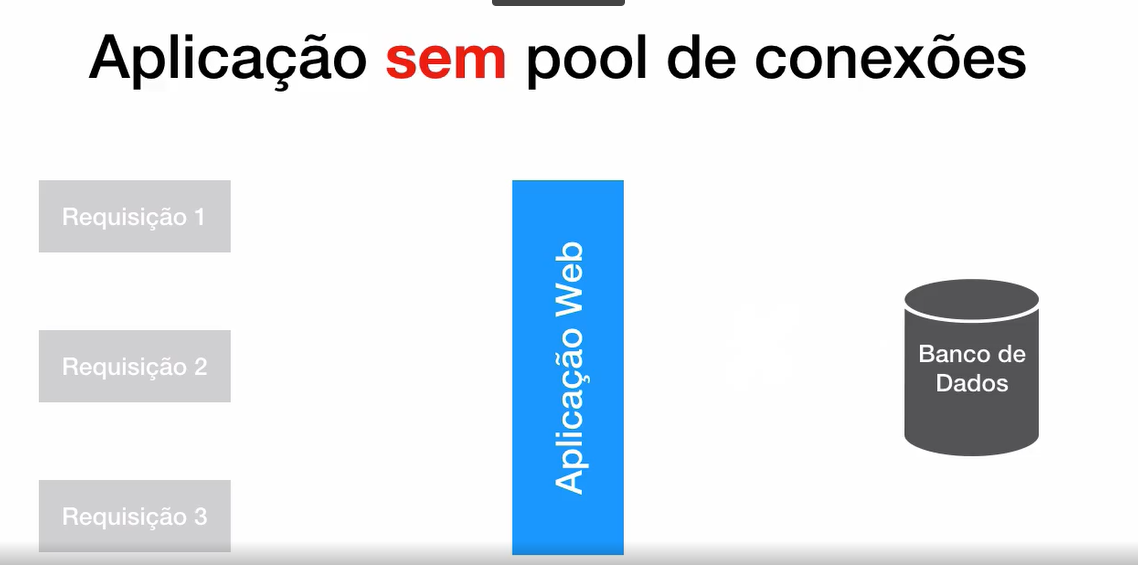 Aplicação sem pool de conexões
Requisição 1
Requisição 2
Requisição 3
Aplicação Web
Banco de
Dados